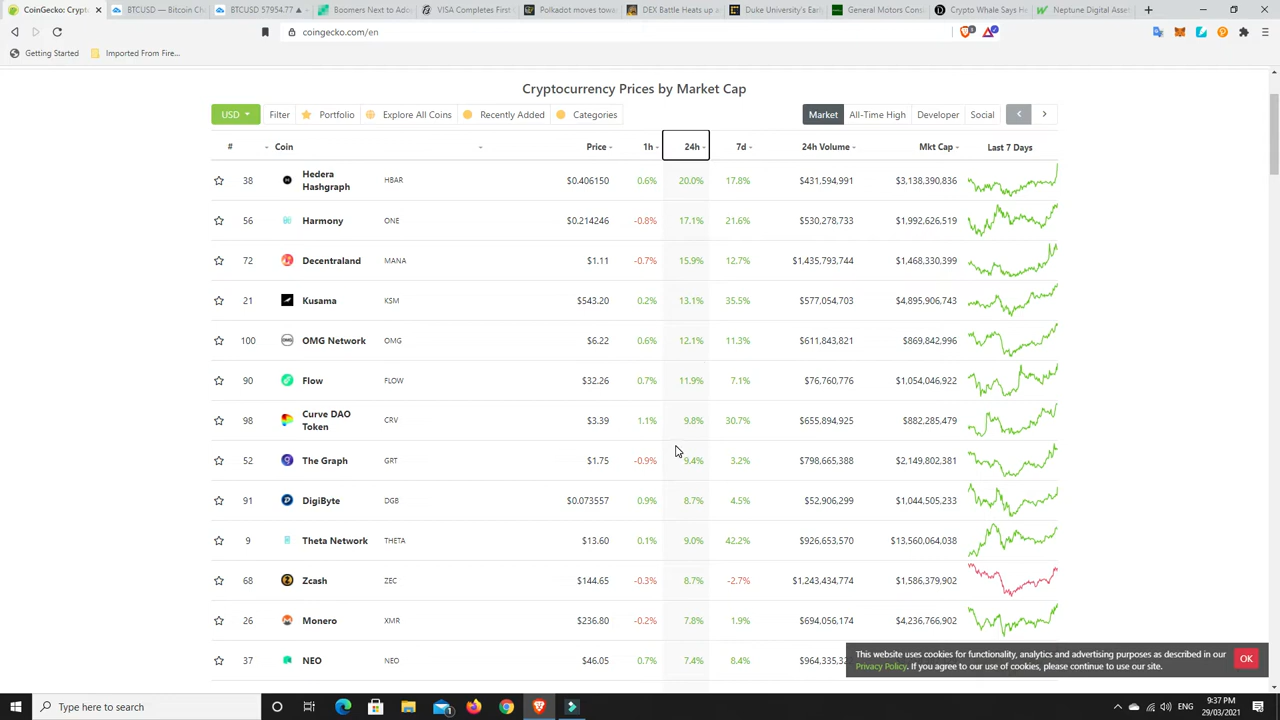 CoinGecko: Crypt
BTCUSD — Bitcoin Ch
BTCUSD 57954.77
Boomers Next to Ado
VISA Completes First
Polkadot moves towa
DEX Battle Heats up a
Duke University's Ear
General Motors Cons
Crypto Whale Says H
Neptune Digital Asse
coingecko.com/en
Getting Started
Imported From Fire...
Cryptocurrency Prices by Market Cap
USD Filter Portfolio Explore All Coins Recently Added Categories Market All-Time High Developer Social
# Coin Price 1h 24h 7d 24h Volume Mkt Cap Last 7 Days
38 Hedera Hashgraph HBAR $0.406150 0.6% 20.0% 17.8% $431,594,991 $3,138,390,836
56 Harmony ONE $0.214246 -0.8% 17.1% 21.6% $530,278,733 $1,992,626,519
72 Decentraland MANA $1.11 -0.7% 15.9% 12.7% $1,435,793,744 $1,468,330,399
21 Kusama KSM $543.20 0.2% 13.1% 35.5% $577,054,703 $4,895,906,743
100 OMG Network OMG $6.22 0.6% 12.1% 11.3% $611,843,821 $869,842,996
90 Flow FLOW $32.26 0.7% 11.9% 7.1% $76,760,776 $1,054,046,922
98 Curve DAO Token CRV $3.39 1.1% 9.8% 30.7% $655,894,925 $882,285,479
52 The Graph GRT $1.75 -0.9% 9.4% 3.2% $798,665,388 $2,149,802,381
91 DigiByte DGB $0.073557 0.9% 8.7% 4.5% $52,906,299 $1,044,505,233
9 Theta Network THETA $13.60 0.1% 9.0% 42.2% $926,653,570 $13,560,064,038
68 Zcash ZEC $144.65 -0.3% 8.7% -2.7% $1,243,434,774 $1,586,379,902
26 Monero XMR $236.80 -0.2% 7.8% 1.9% $694,056,174 $4,236,766,902
37 NEO NEO $46.05 0.7% 7.4% 8.4%
This website uses cookies for functionality, analytics and advertising purposes as described in our
Privacy Policy. If you agree to our use of cookies, please continue to use our site.
OK
Type here to search
ENG
9:37 PM
29/03/2021